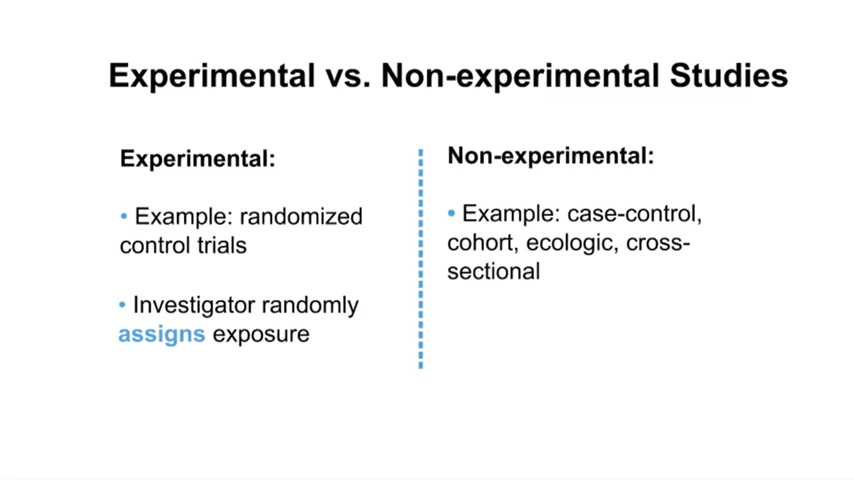 Experimental vs. Non-experimental Studies
Experimental:
• Example: randomized
control trials
• Investigator randomly
assigns exposure
Non-experimental:
• Example: case-control,
cohort, ecologic, cross-
sectional